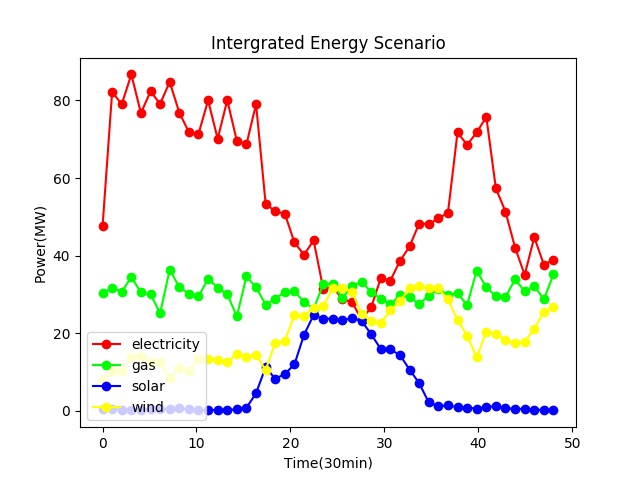 Intergrated Energy Scenario
Power(MW)
80
60
40
20
0
electricity
gas
solar
wind
0 10 20 30 40 50
Time(30min)